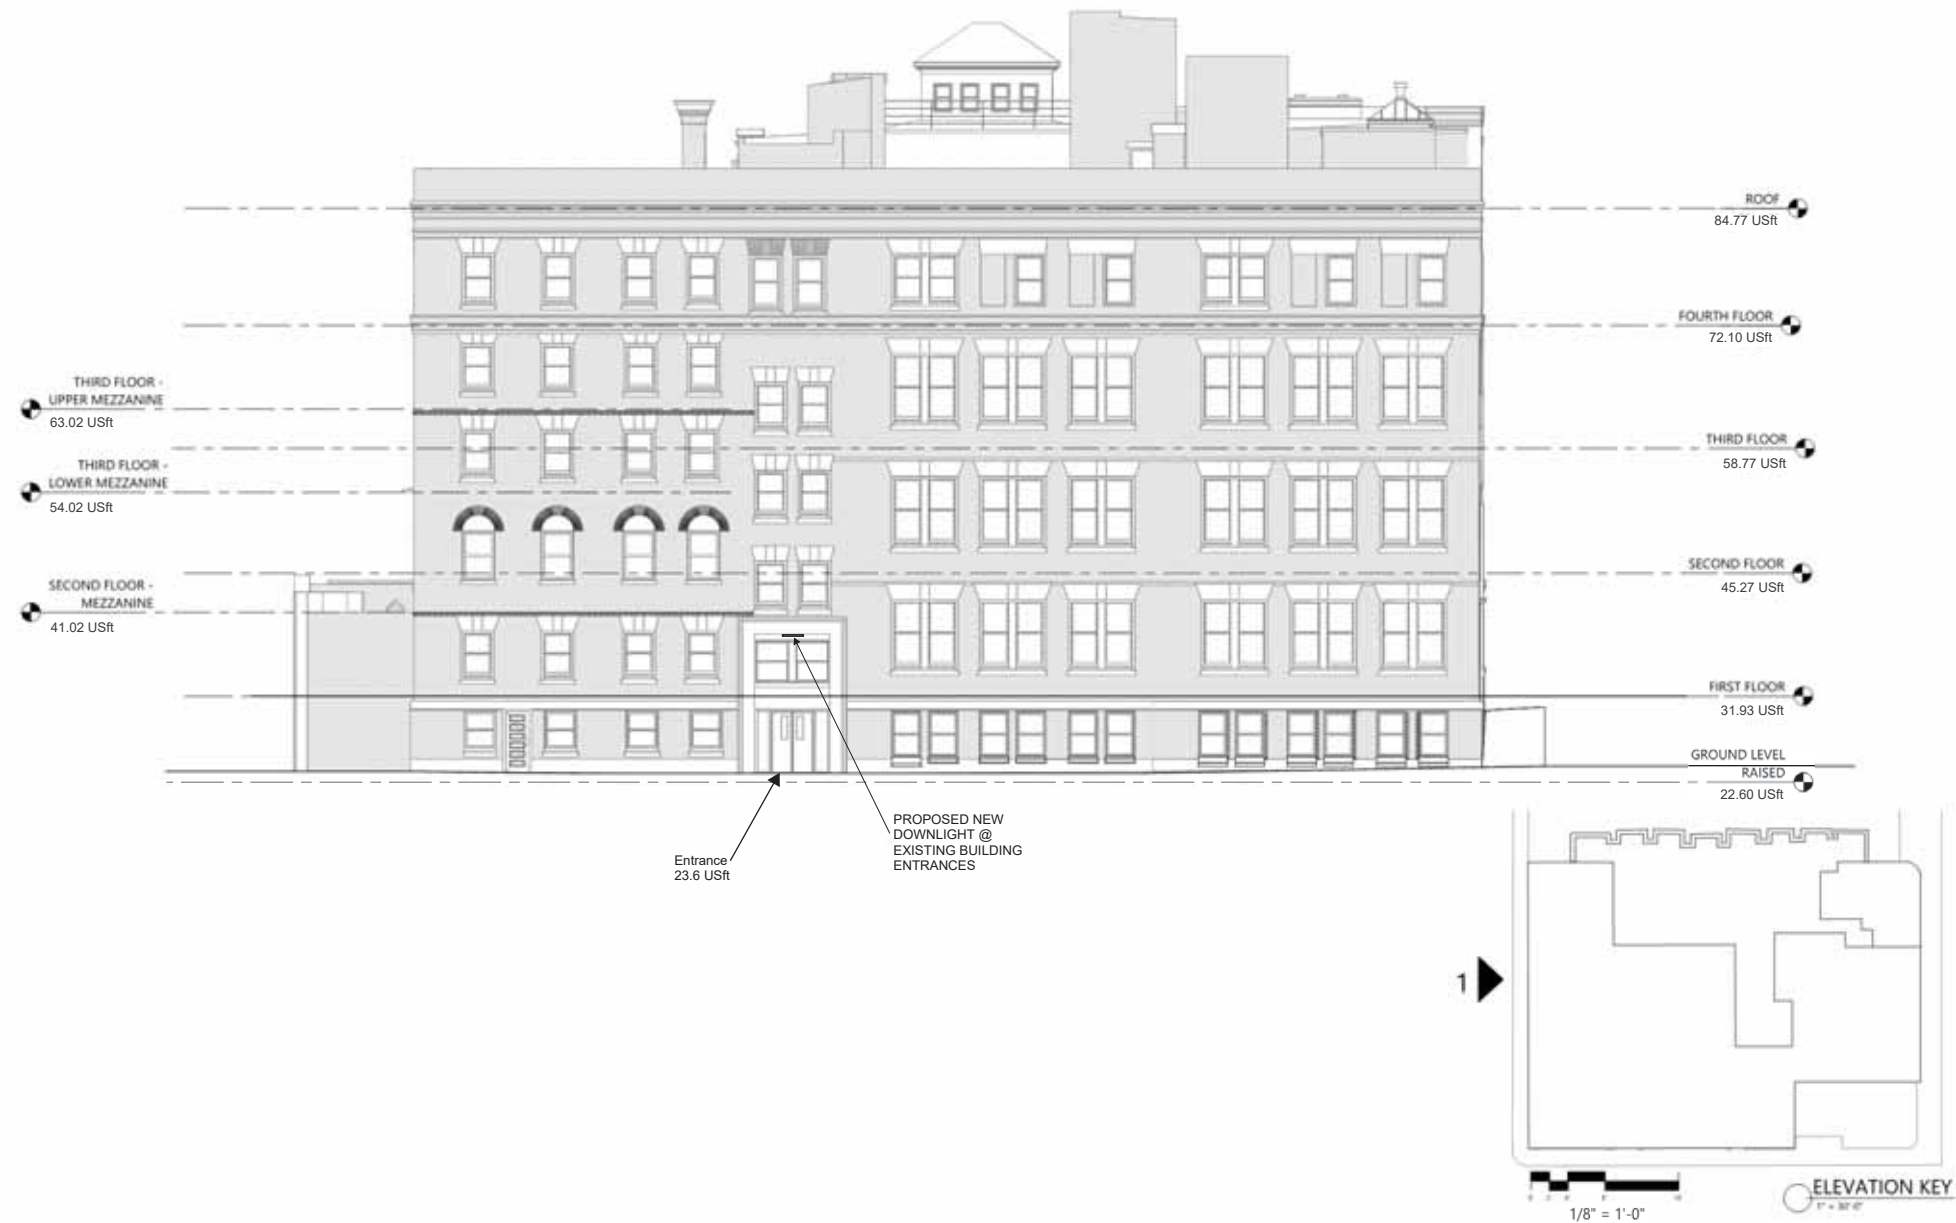 ROOF
84.77 USft
FOURTH FLOOR
72.10 USft
THIRD FLOOR -
UPPER MEZZANINE
63.02 USft
THIRD FLOOR
58.77 USft
THIRD FLOOR -
LOWER MEZZANINE
54.02 USft
SECOND FLOOR
45.27 USft
SECOND FLOOR -
MEZZANINE
41.02 USft
FIRST FLOOR
31.93 USft
GROUND LEVEL
RAISED
22.60 USft
PROPOSED NEW
DOWNLIGHT @
EXISTING BUILDING
ENTRANCES
Entrance
23.6 USft
1
1/8" = 1'-0"
ELEVATION KEY